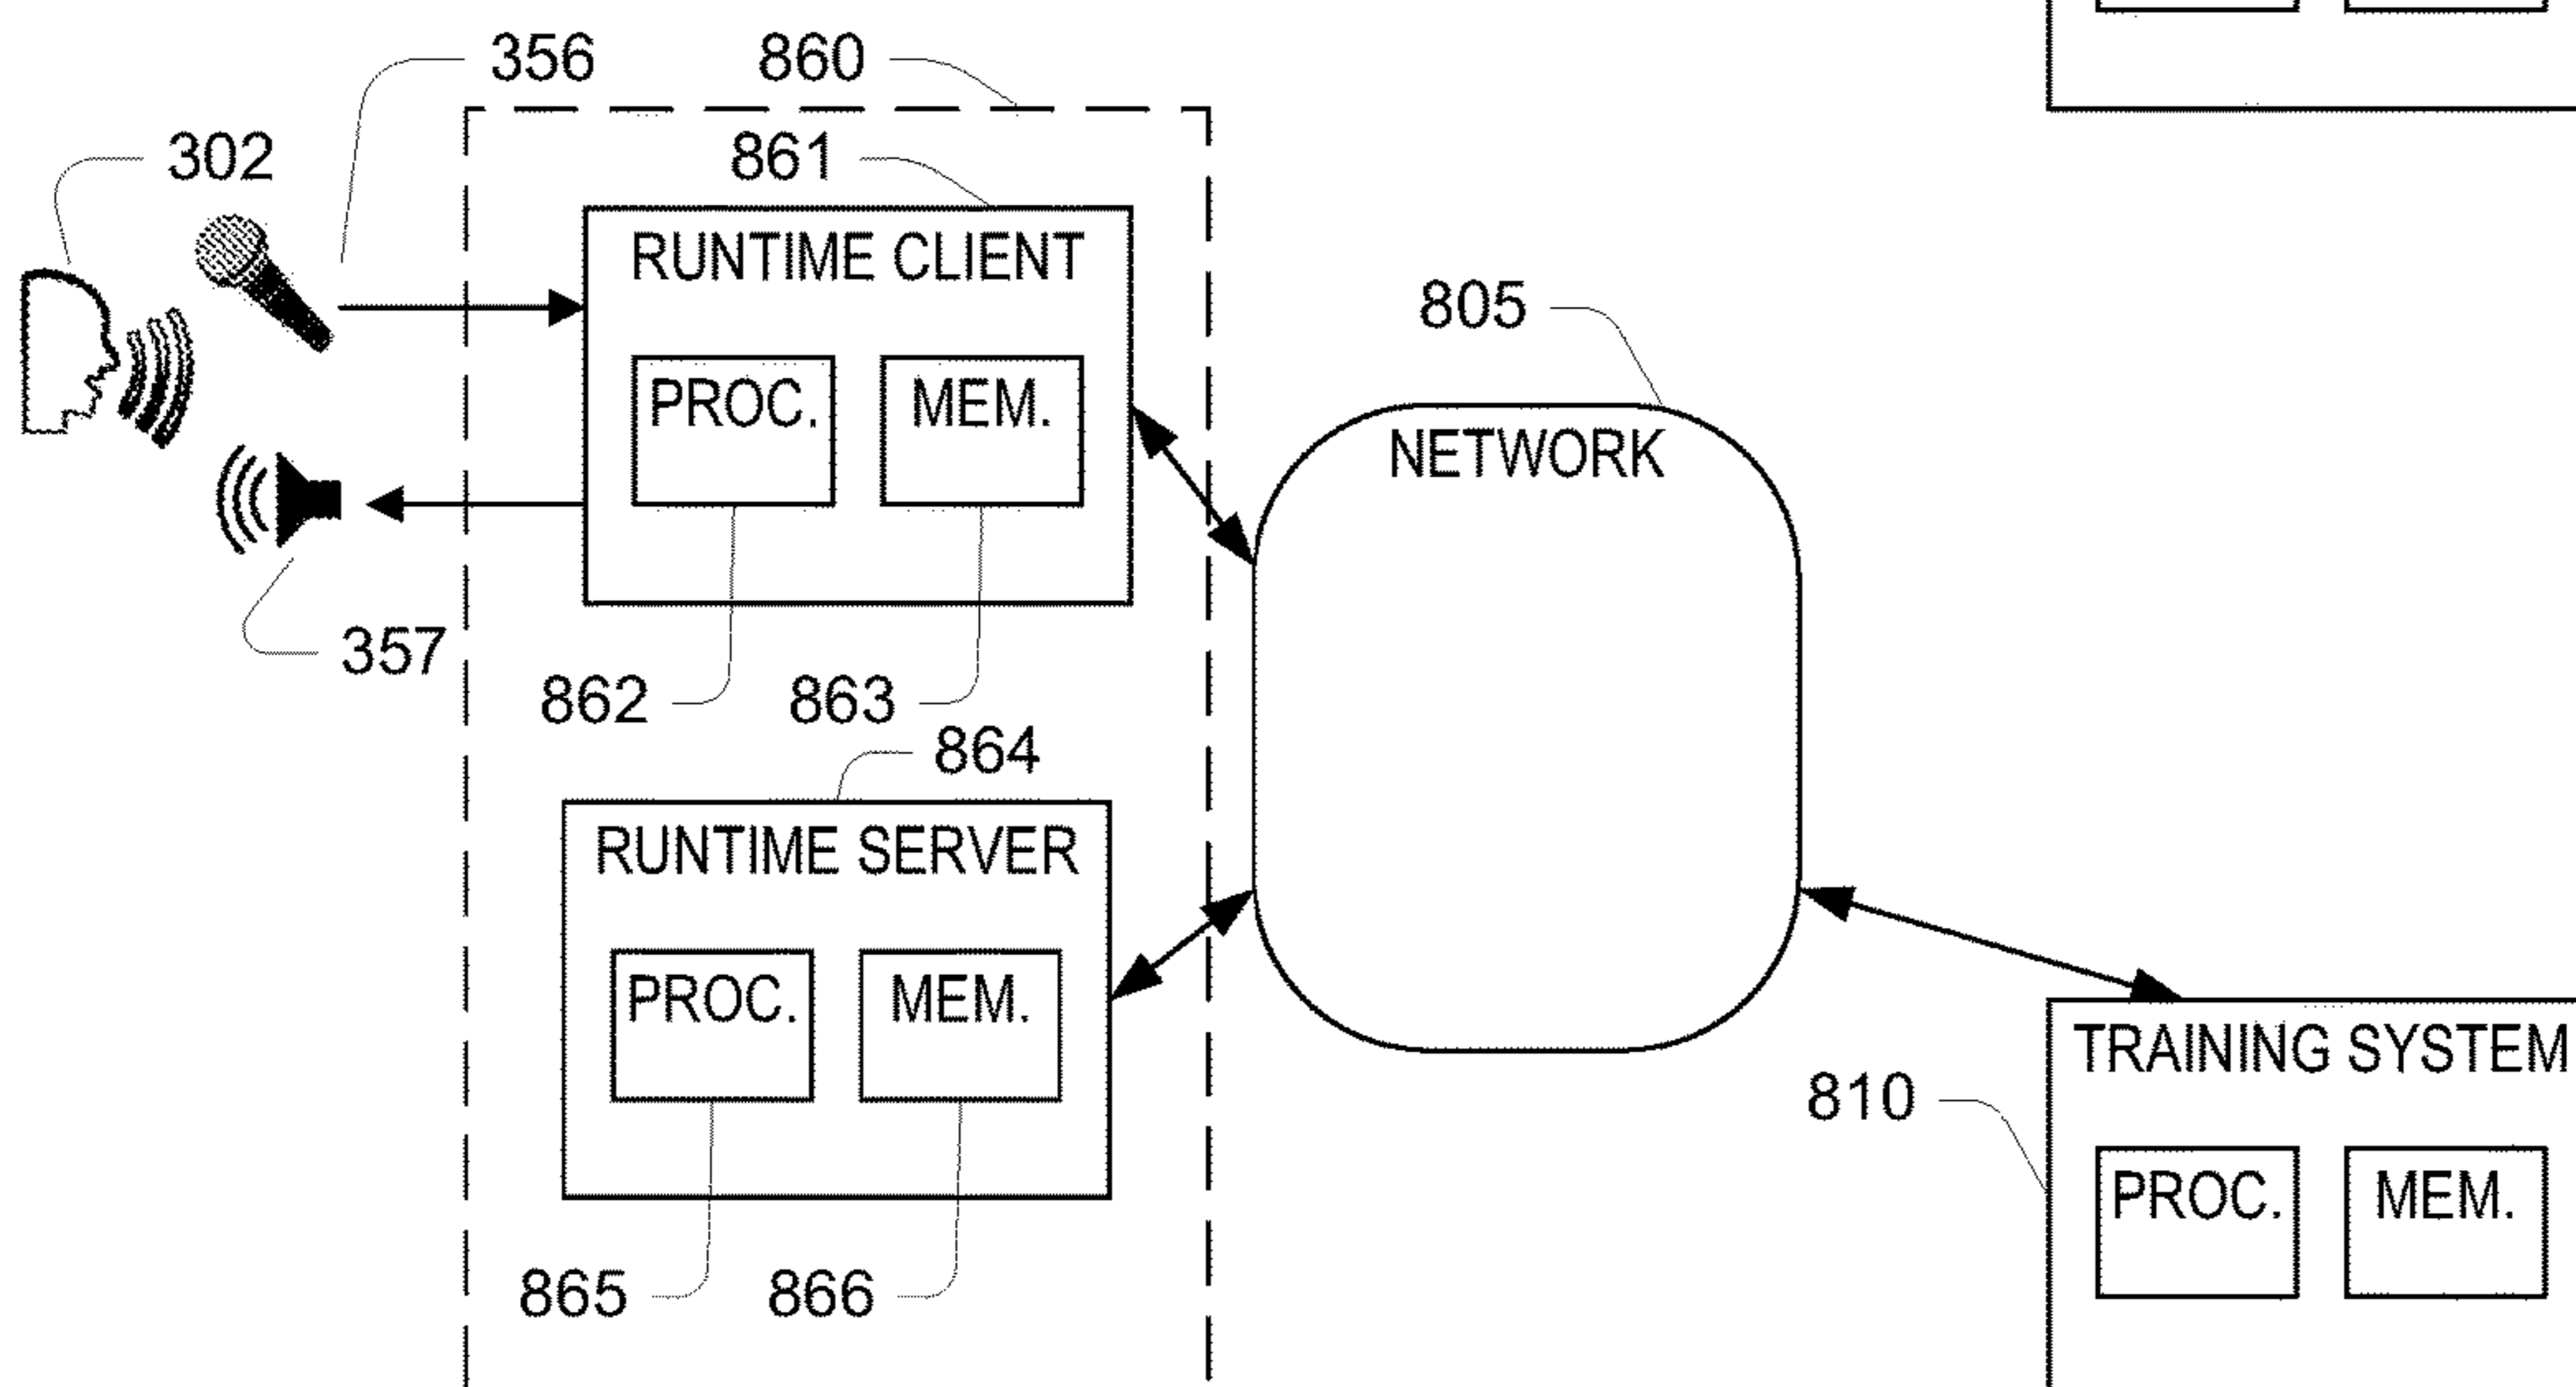 356
860
302
861
RUNTIME CLIENT
PROC.
MEM.
805
NETWORK
357
862
863
864
RUNTIME SERVER
PROC.
MEM.
865
866
TRAINING SYSTEM
810
PROC.
MEM.